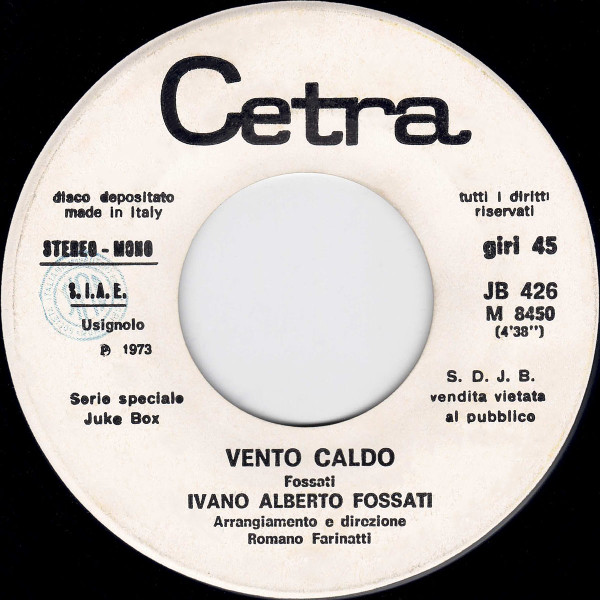 Cetra
disco depositato
made in Italy
tutti i diritti
riservati
STEREO - MONO
giri 45
S. I. A. E.
JB 426
M 8450
(4'38'')
Usignolo
℗ 1973
S. D. J. B.
vendita vietata
al pubblico
Serie speciale
Juke Box
VENTO CALDO
Fossati
IVANO ALBERTO FOSSATI
Arrangiamento e direzione
Romano Farinatti